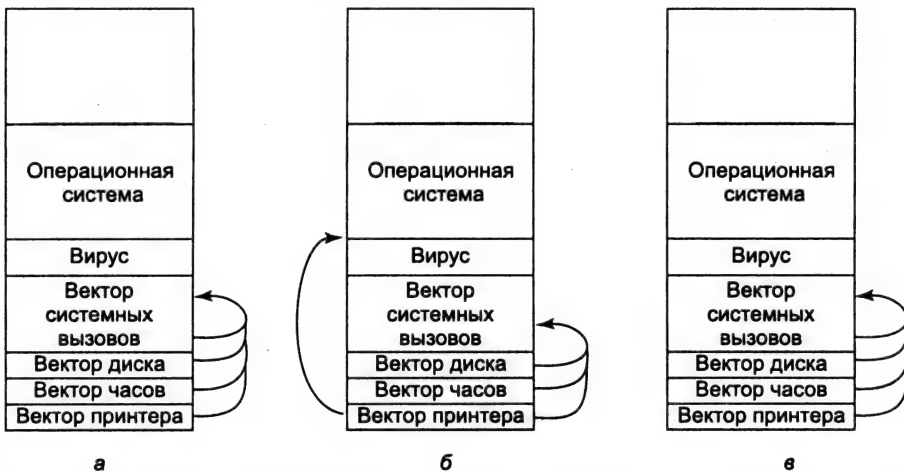 Операционная
система
Вирус
Вектор
системных
вызовов
Вектор диска
Вектор часов
Вектор принтера
а
Операционная
система
Вирус
Вектор
системных
вызовов
Вектор диска
Вектор часов
Вектор принтера
б
Операционная
система
Вирус
Вектор
системных
вызовов
Вектор диска
Вектор часов
Вектор принтера
в